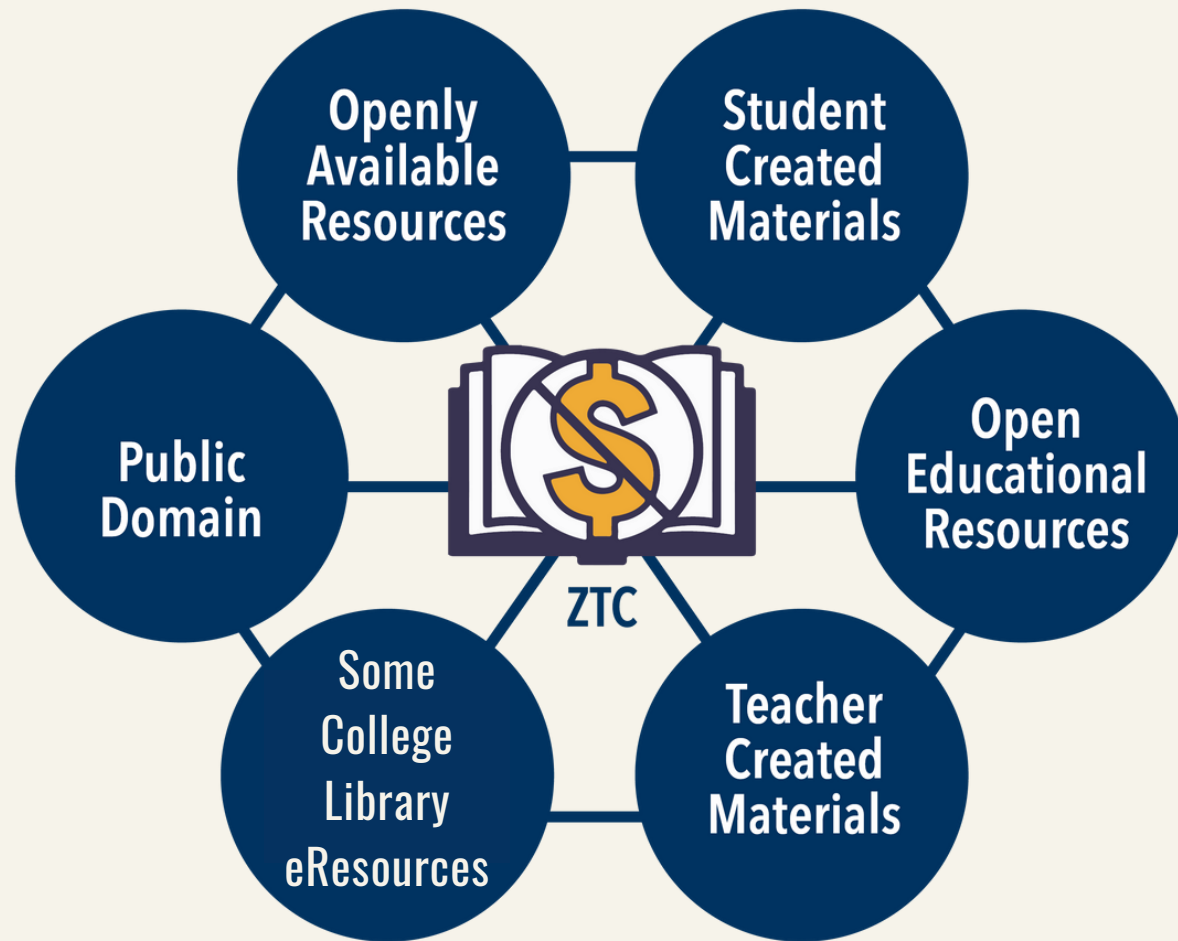 Openly
Available
Resources
Student
Created
Materials
Public
Domain
$
ZTC
Open
Educational
Resources
Some
College
Library
eResources
Teacher
Created
Materials